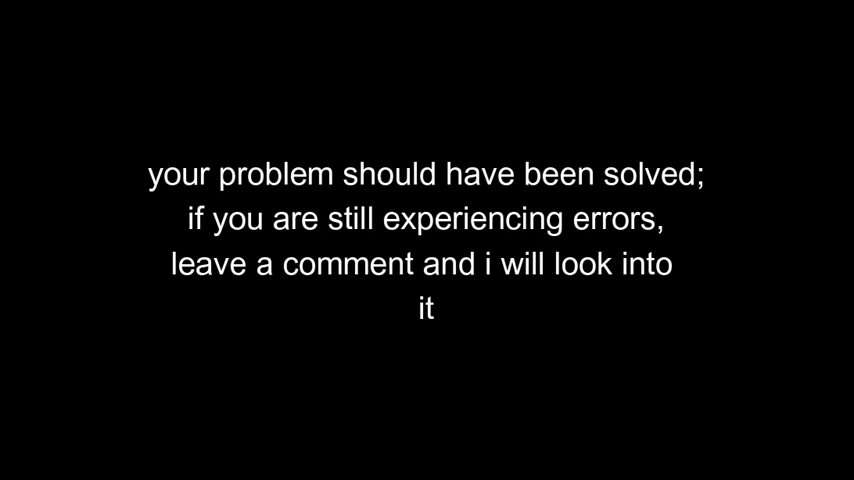 your problem should have been solved;
if you are still experiencing errors,
leave a comment and i will look into
it